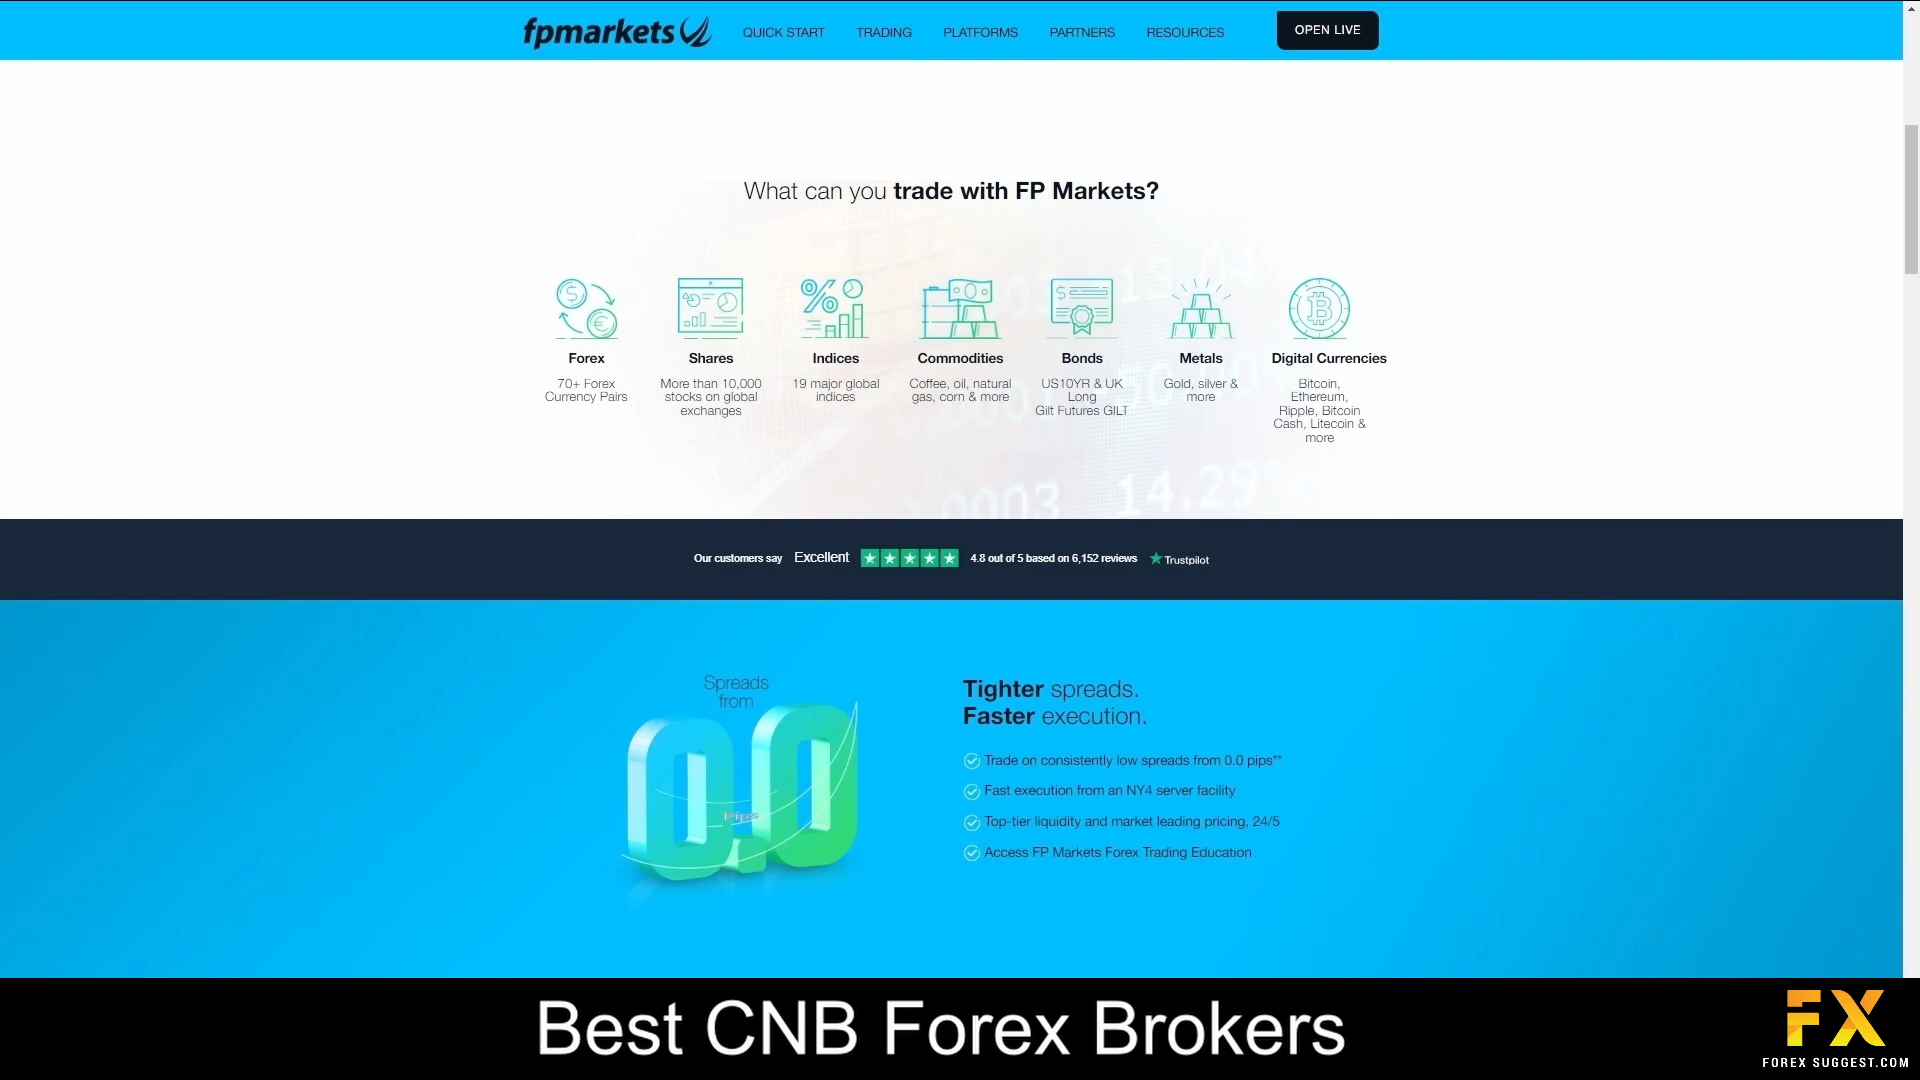 fpmarkets
QUICK START
TRADING
PLATFORMS
PARTNERS
RESOURCES
OPEN LIVE
What can you trade with FP Markets?
Forex
70+ Forex
Currency Pairs
Shares
More than 10,000
stocks on global
exchanges
Indices
19 major global
indices
Commodities
Coffee, oil, natural
gas, corn & more
Bonds
US10YR & UK
Long
Gilt Futures GILT
Metals
Gold, silver &
more
Digital Currencies
Bitcoin,
Ethereum,
Ripple, Bitcoin
Cash, Litecoin &
more
0.0003 14.295
Our customers say Excellent 4.8 out of 5 based on 6,152 reviews Trustpilot
Spreads
from
0.0
Pips
Tighter spreads.
Faster execution.
Trade on consistently low spreads from 0.0 pips**
Fast execution from an NY4 server facility
Top-tier liquidity and market leading pricing, 24/5
Access FP Markets Forex Trading Education
Best CNB Forex Brokers
FX
FOREX SUGGEST.COM